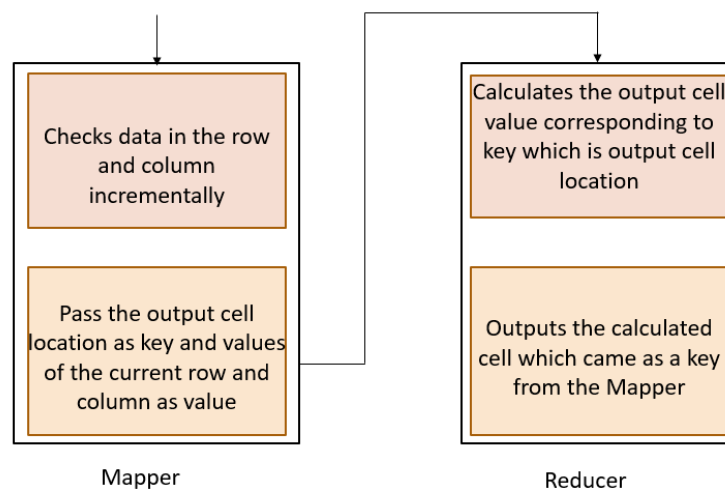 Checks data in the row
and column
incrementally
Pass the output cell
location as key and values
of the current row and
column as value
Mapper
Calculates the output cell
value corresponding to
key which is output cell
location
Outputs the calculated
cell which came as a key
from the Mapper
Reducer